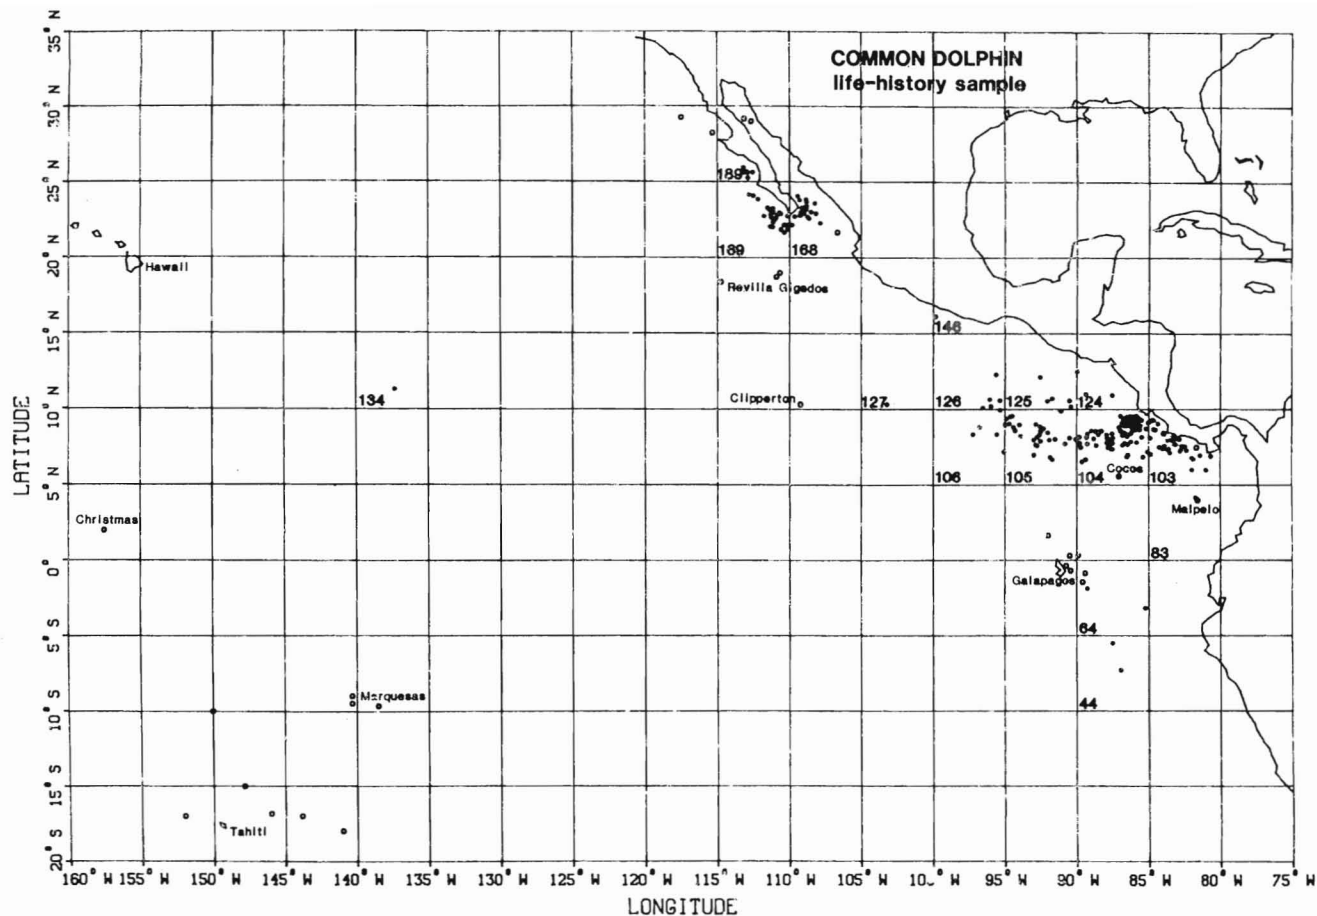 COMMON DOLPHIN
life-history sample
35° N
30° N
25° N
20° N
15° N
10° N
5° N
0°
5° S
10° S
15° S
20° S
LATITUDE
189
189
168
Hawaii
Revilla Gigedos
146
134
Clipperton
127
126
125
124
Cocos
106
105
104
103
Malpelo
Christmas
83
Galapagos
64
Marquesas
44
Tahiti
160° W 155° W 150° W 145° W 140° W 135° W 130° W 125° W 120° W 115° W 110° W 105° W 100° W 95° W 90° W 85° W 80° W 75° W
LONGITUDE